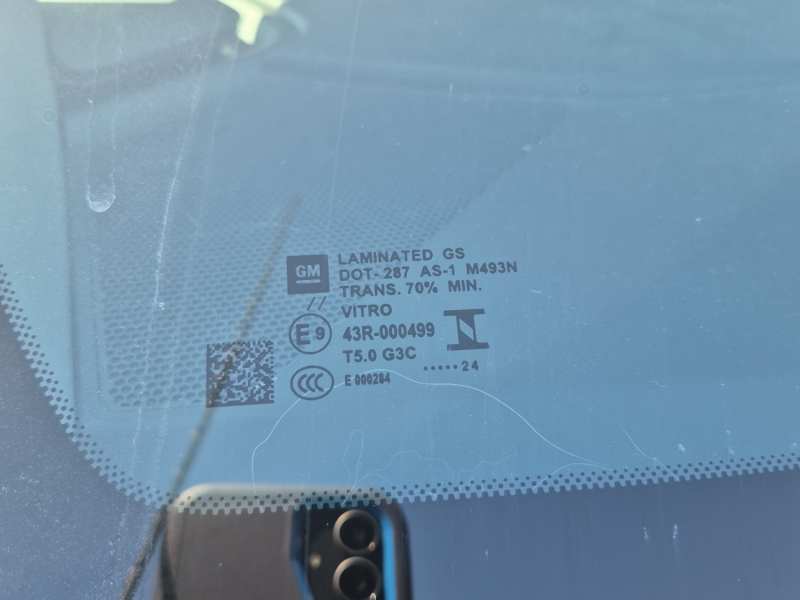 GM
LAMINATED GS
DOT-287 AS-1 M493N
TRANS. 70% MIN.
//
VITRO
E9
43R-000499
T5.0 G3C
..... 24
CCC
E 000284